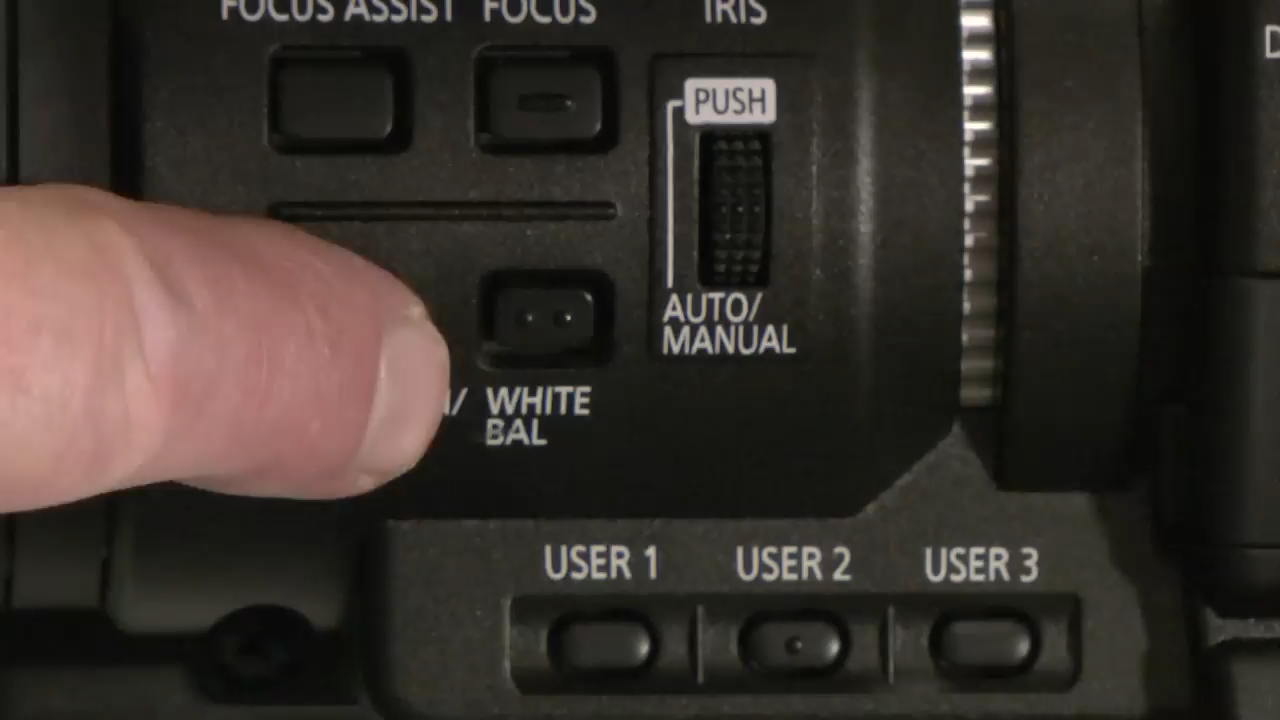 FOCUS ASSIST FOCUS IRIS
PUSH
AUTO/
MANUAL
/ WHITE
BAL
USER 1 USER 2 USER 3
D